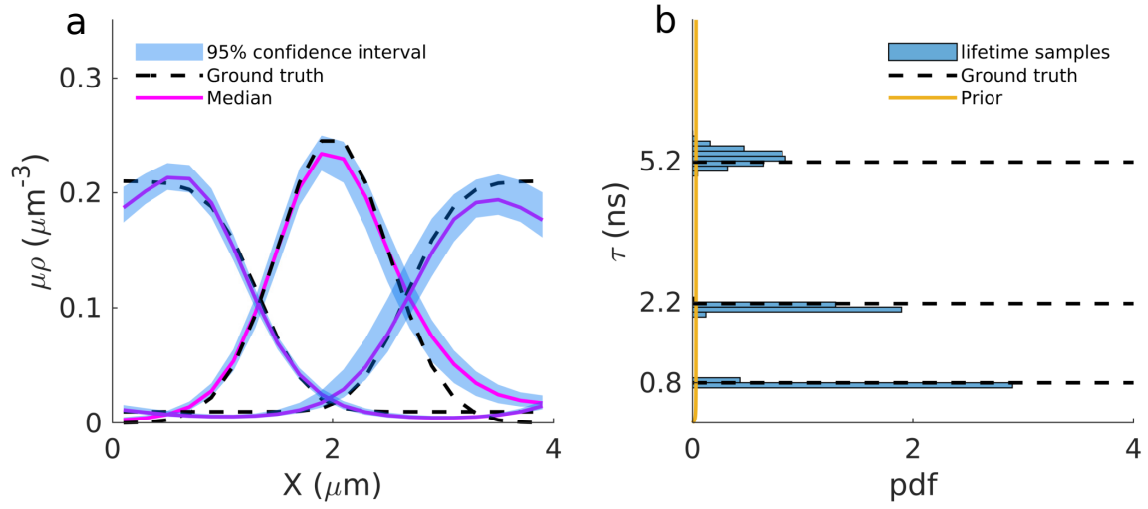 a
95% confidence interval
Ground truth
Median
0.3
0.2
0.1
0
μρ (μm⁻³)
0
2
4
X (μm)
b
lifetime samples
Ground truth
Prior
5.2
2.2
0.8
τ (ns)
0
2
4
pdf